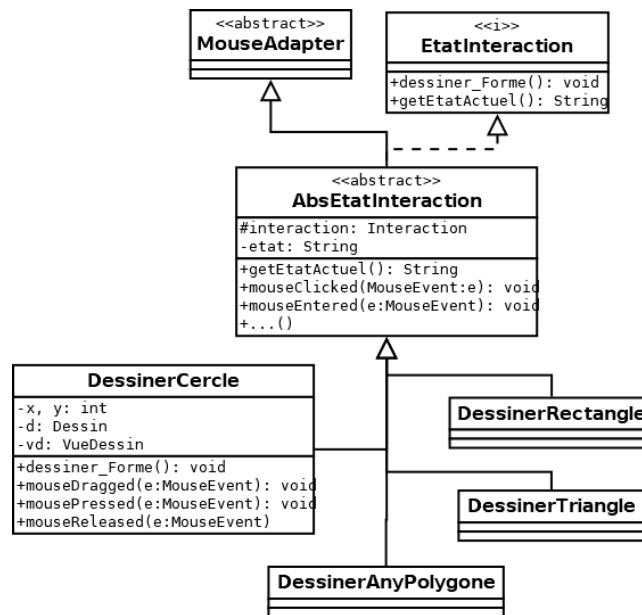 <<abstract>>
MouseAdapter
<<i>>
EtatInteraction
+dessiner_Forme(): void
+getEtatActuel(): String
<<abstract>>
AbsEtatInteraction
#interaction: Interaction
-etat: String
+getEtatActuel(): String
+mouseClicked(MouseEvent:e): void
+mouseEntered(e:MouseEvent): void
+...()
DessinerCercle
-x, y: int
-d: Dessin
-vd: VueDessin
+dessiner_Forme(): void
+mouseDragged(e:MouseEvent): void
+mousePressed(e:MouseEvent): void
+mouseReleased(e:MouseEvent)
DessinerRectangle
DessinerTriangle
DessinerAnyPolygone